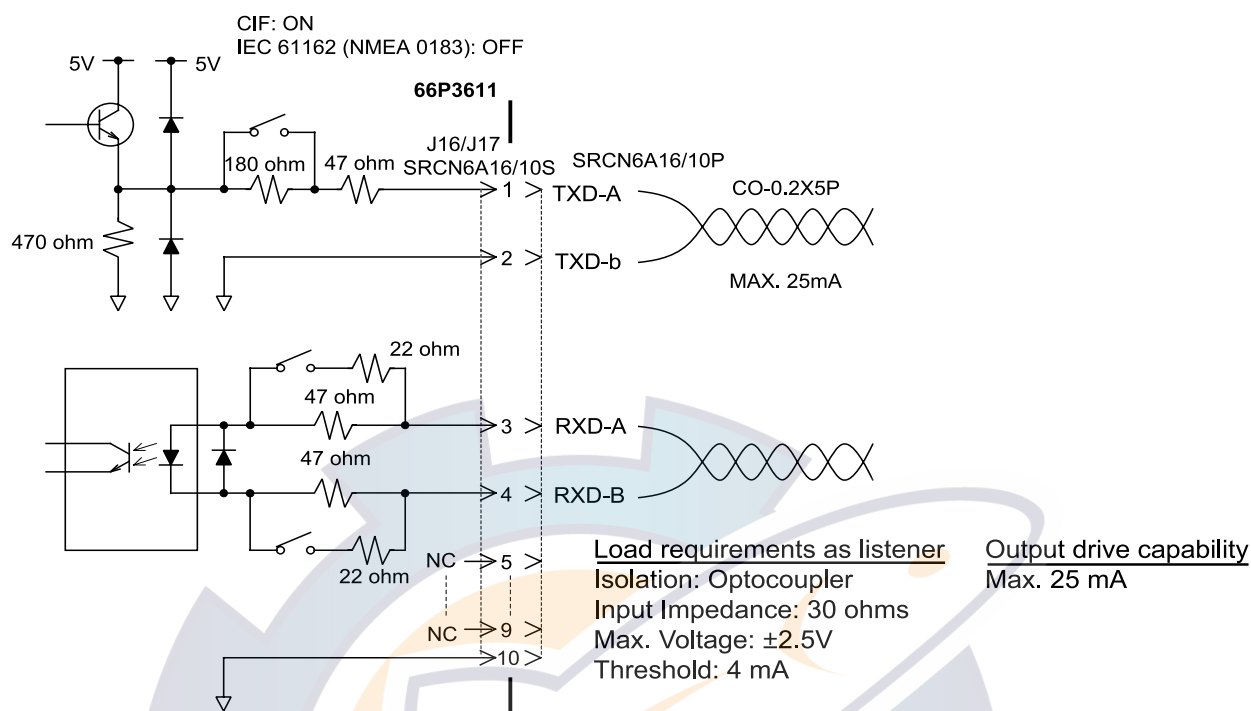 CIF: ON
IEC 61162 (NMEA 0183): OFF
5V
5V
66P3611
J16/J17
SRCN6A16/10S
SRCN6A16/10P
180 ohm
47 ohm
1
TXD-A
CO-0.2X5P
470 ohm
2
TXD-b
MAX. 25mA
22 ohm
47 ohm
3
RXD-A
47 ohm
4
RXD-B
22 ohm
NC
5
NC
9
10
Load requirements as listener
Isolation: Optocoupler
Input Impedance: 30 ohms
Max. Voltage: ±2.5V
Threshold: 4 mA
Output drive capability
Max. 25 mA